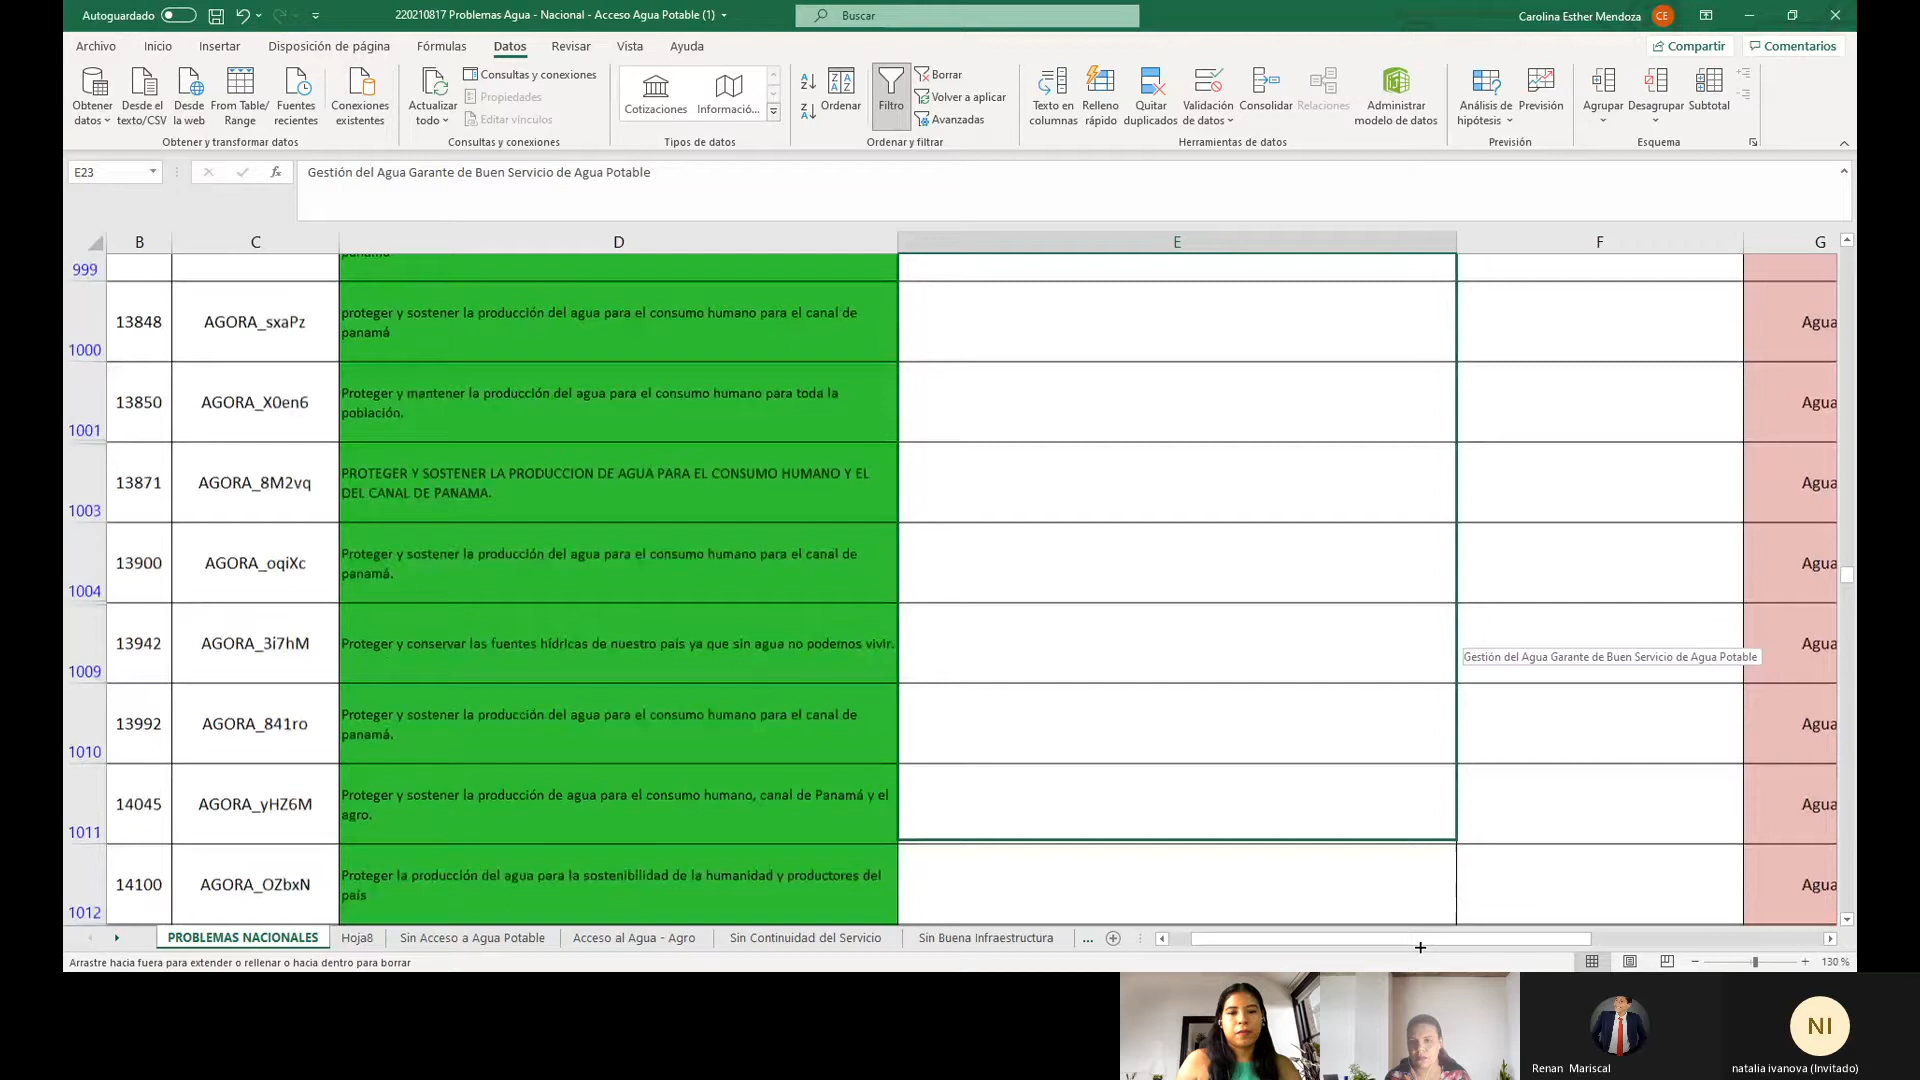 Autoguardado
220210817 Problemas Agua - Nacional - Acceso Agua Potable (1)
Buscar
Carolina Esther Mendoza
CE
Archivo Inicio Insertar Disposición de página Fórmulas Datos Revisar Vista Ayuda
Compartir Comentarios
Obtener datos
Desde el texto/CSV
Desde la web
From Table/ Range
Fuentes recientes
Conexiones existentes
Obtener y transformar datos
Actualizar todo
Consultas y conexiones
Propiedades
Editar vínculos
Consultas y conexiones
Cotizaciones
Informació...
Tipos de datos
Ordenar
Filtro
Borrar
Volver a aplicar
Avanzadas
Ordenar y filtrar
Texto en columnas
Relleno rápido
Quitar duplicados
Validación de datos
Consolidar
Relaciones
Administrar modelo de datos
Herramientas de datos
Análisis de hipótesis
Previsión
Previsión
Agrupar
Desagrupar
Subtotal
Esquema
E23
fx
Gestión del Agua Garante de Buen Servicio de Agua Potable
B C D E F G
999
panamá
1000 13848 AGORA_sxaPz
proteger y sostener la producción del agua para el consumo humano para el canal de
panamá
Agua
1001 13850 AGORA_X0en6
Proteger y mantener la producción del agua para el consumo humano para toda la
población.
Agua
1003 13871 AGORA_8M2vq
PROTEGER Y SOSTENER LA PRODUCCION DE AGUA PARA EL CONSUMO HUMANO Y EL
DEL CANAL DE PANAMA.
Agua
1004 13900 AGORA_oqiXc
Proteger y sostener la producción del agua para el consumo humano para el canal de
panamá.
Agua
1009 13942 AGORA_3i7hM
Proteger y conservar las fuentes hídricas de nuestro país ya que sin agua no podemos vivir.
Gestión del Agua Garante de Buen Servicio de Agua Potable
Agua
1010 13992 AGORA_841ro
Proteger y sostener la producción del agua para el consumo humano para el canal de
panamá.
Agua
1011 14045 AGORA_yHZ6M
Proteger y sostener la producción de agua para el consumo humano, canal de Panamá y el
agro.
Agua
1012 14100 AGORA_OZbxN
Proteger la producción del agua para la sostenibilidad de la humanidad y productores del
país
Agua
PROBLEMAS NACIONALES Hoja8 Sin Acceso a Agua Potable Acceso al Agua - Agro Sin Continuidad del Servicio Sin Buena Infraestructura ...
Arrastre hacia fuera para extender o rellenar o hacia dentro para borrar
130 %
NI
Renan Mariscal
natalia ivanova (Invitado)